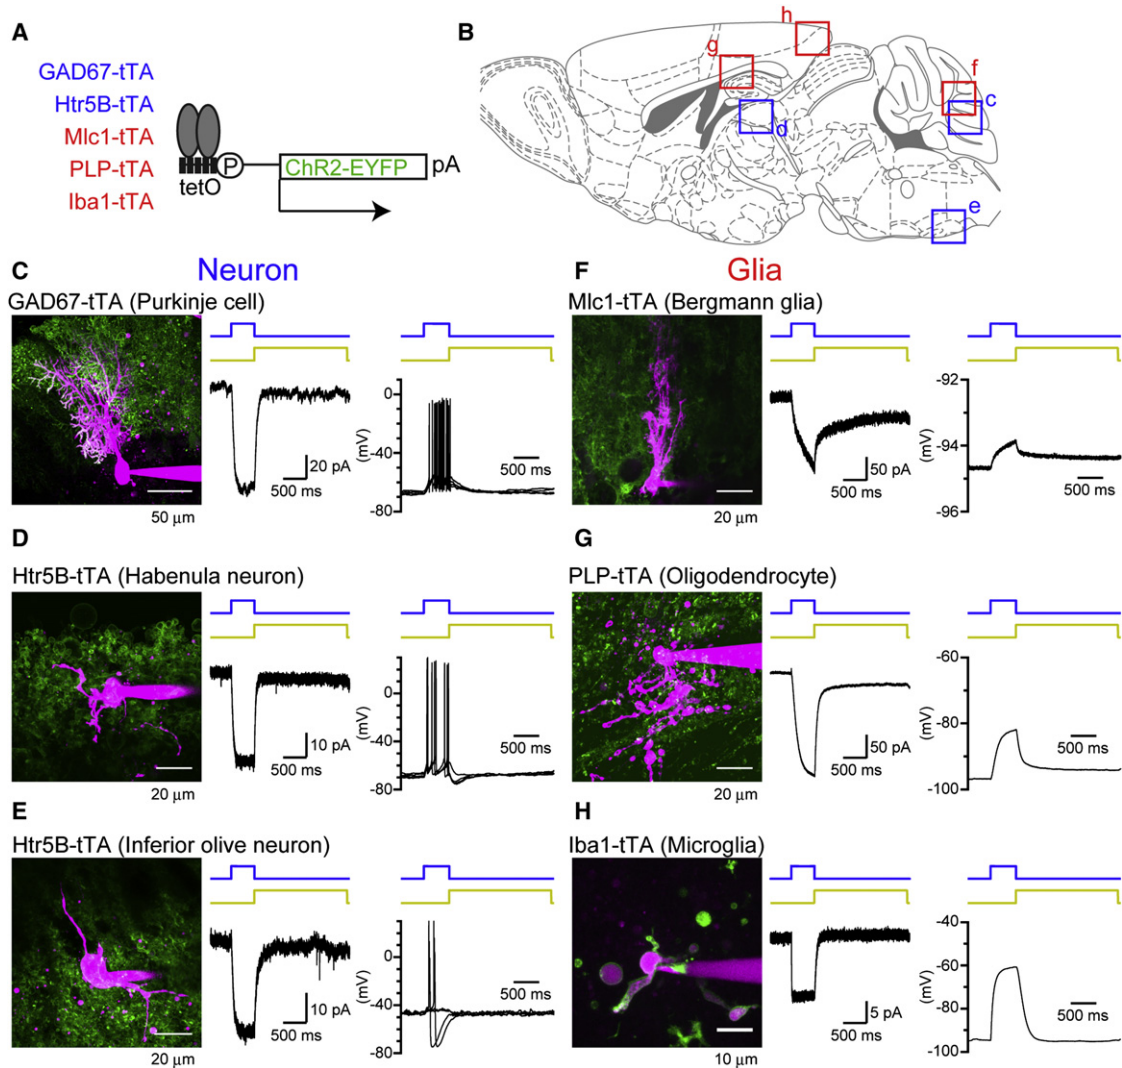 A
GAD67-tTA
Htr5B-tTA
Mlc1-tTA
PLP-tTA
Iba1-tTA
tetO
P
ChR2-EYFP
pA
B
h
g
f
c
d
e
Neuron
Glia
C
GAD67-tTA (Purkinje cell)
50 µm
20 pA
500 ms
0
-40
-80
(mV)
500 ms
D
Htr5B-tTA (Habenula neuron)
20 µm
10 pA
500 ms
0
-40
-80
(mV)
500 ms
E
Htr5B-tTA (Inferior olive neuron)
20 µm
10 pA
500 ms
0
-40
-80
(mV)
500 ms
F
Mlc1-tTA (Bergmann glia)
20 µm
50 pA
500 ms
-92
-94
-96
(mV)
500 ms
G
PLP-tTA (Oligodendrocyte)
20 µm
50 pA
500 ms
-60
-80
-100
(mV)
500 ms
H
Iba1-tTA (Microglia)
10 µm
5 pA
500 ms
-40
-60
-80
-100
(mV)
500 ms